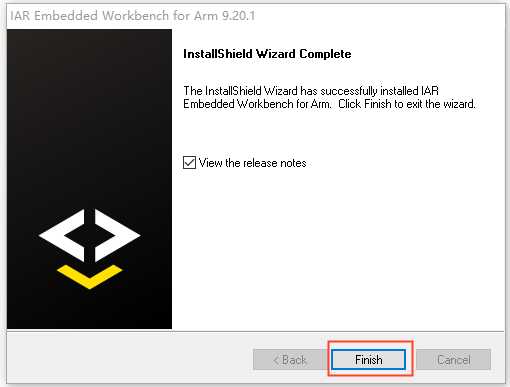 IAR Embedded Workbench for Arm 9.20.1
InstallShield Wizard Complete
The InstallShield Wizard has successfully installed IAR
Embedded Workbench for Arm. Click Finish to exit the wizard.
View the release notes
< Back
Finish
Cancel